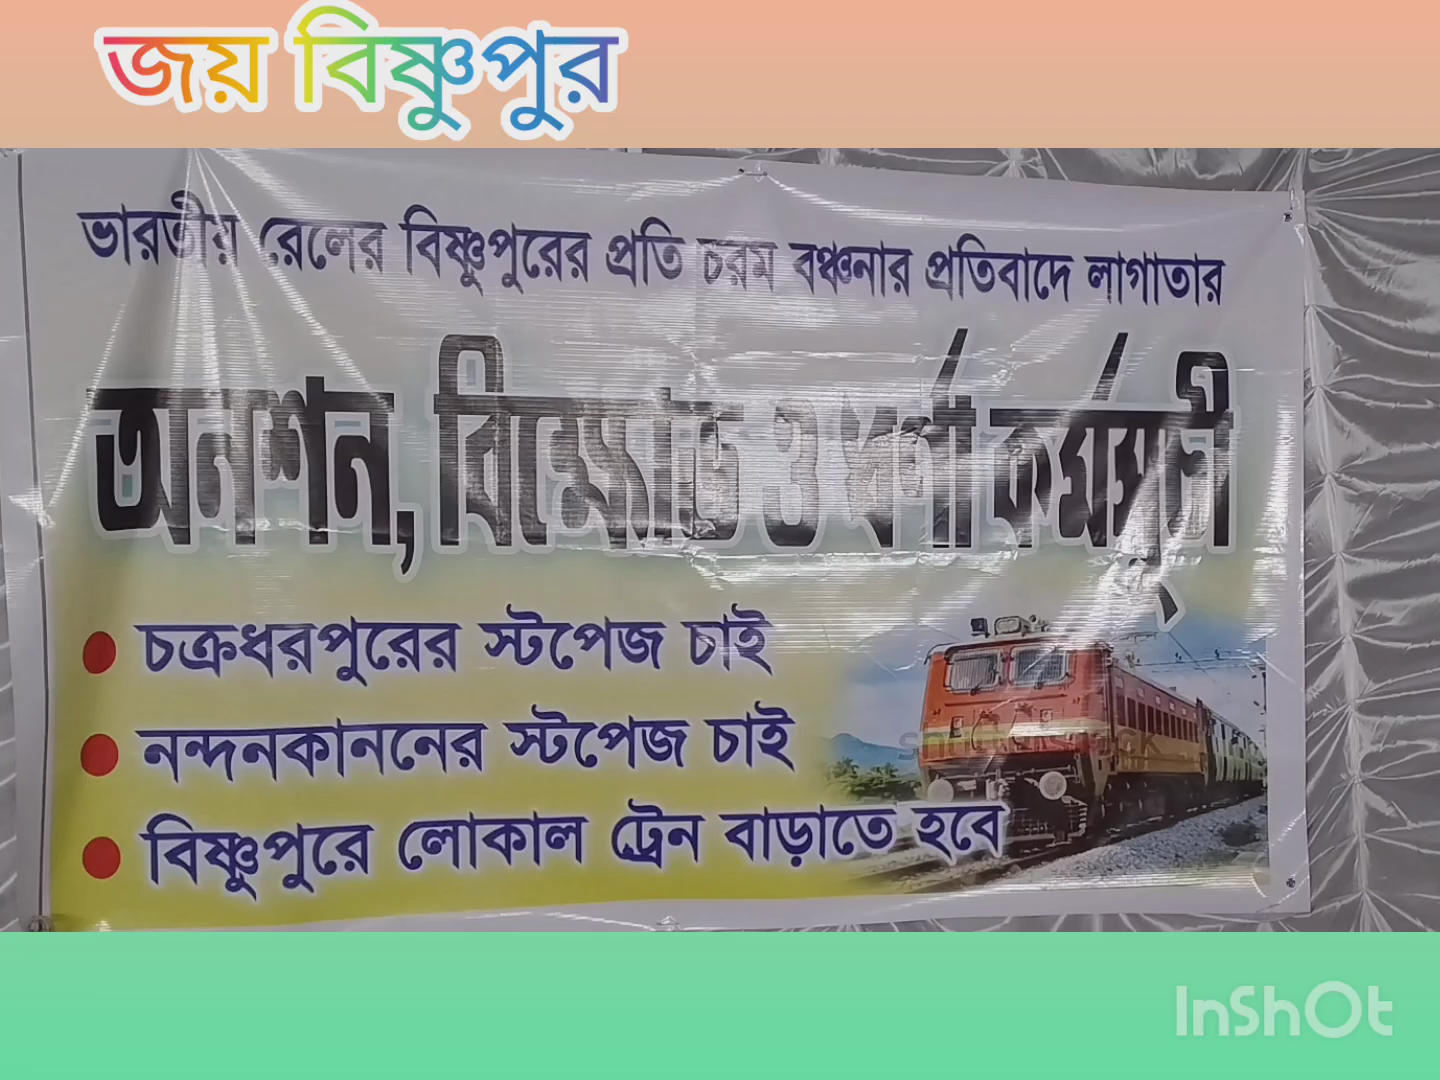 জয় বিষ্ণুপুর
ভারতীয় রেলের বিষ্ণুপুরের প্রতি চরম বঞ্চনার প্রতিবাদে লাগাতার
অনশন, বিক্ষোভ ও ধর্ণা কর্মসূচী
চক্রধরপুরের স্টপেজ চাই
নন্দনকাননের স্টপেজ চাই
বিষ্ণুপুরে লোকাল ট্রেন বাড়াতে হবে
InShOt